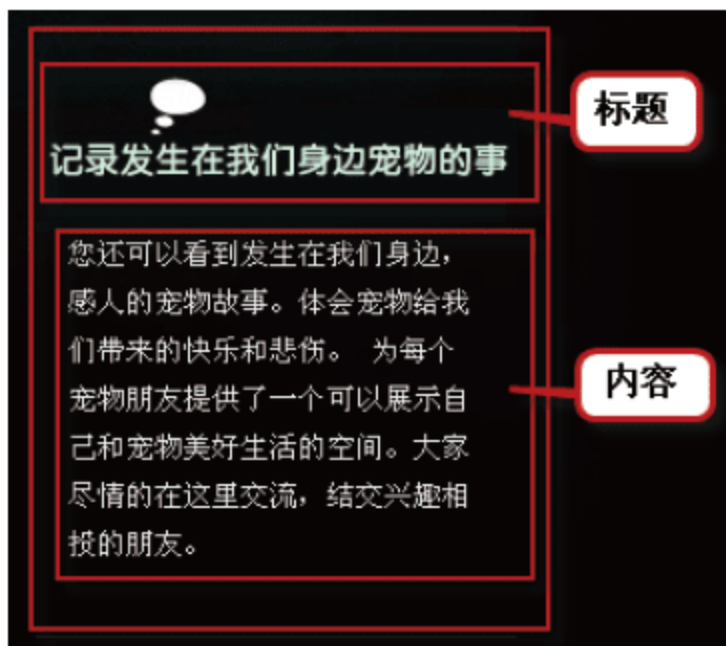 记录发生在我们身边宠物的事
标题
您还可以看到发生在我们身边，
感人的宠物故事。体会宠物给我
们带来的快乐和悲伤。 为每个
宠物朋友提供了一个可以展示自
己和宠物美好生活的空间。大家
尽情的在这里交流，结交兴趣相
投的朋友。
内容